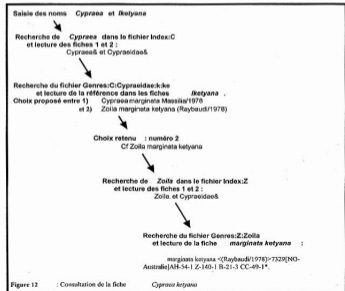 Saisie des noms Cypraea et Iketyana
Recherche de Cypraea dans le fichier Index:C
et lecture des fiches 1 et 2 :
Cypraea& et Cypraeidae&
Recherche du fichier Genres:C:Cypraeidae:k:ke
et lecture de la référence dans les fiches Iketyana .
Choix proposé entre 1) Cypraea marginata Massilia/1978
et 2) Zoila marginata ketyana (Raybaudi/1978)
Choix retenu : numéro 2
Cf Zoila marginata ketyana
Recherche de Zoila dans le fichier Index:Z
et lecture des fiches 1 et 2 :
Zoila. et Cypraeidae&
Recherche du fichier Genres:Z:Zoila
et lecture de la fiche marginata ketyana :
marginata ketyana <(Raybaudi/1978)>7329[NO-
Australie]AH-54-1 Z-140-1 B-21-3 CC-49-1*.
Figure 12 : Consultation de la fiche Cypraea ketyana